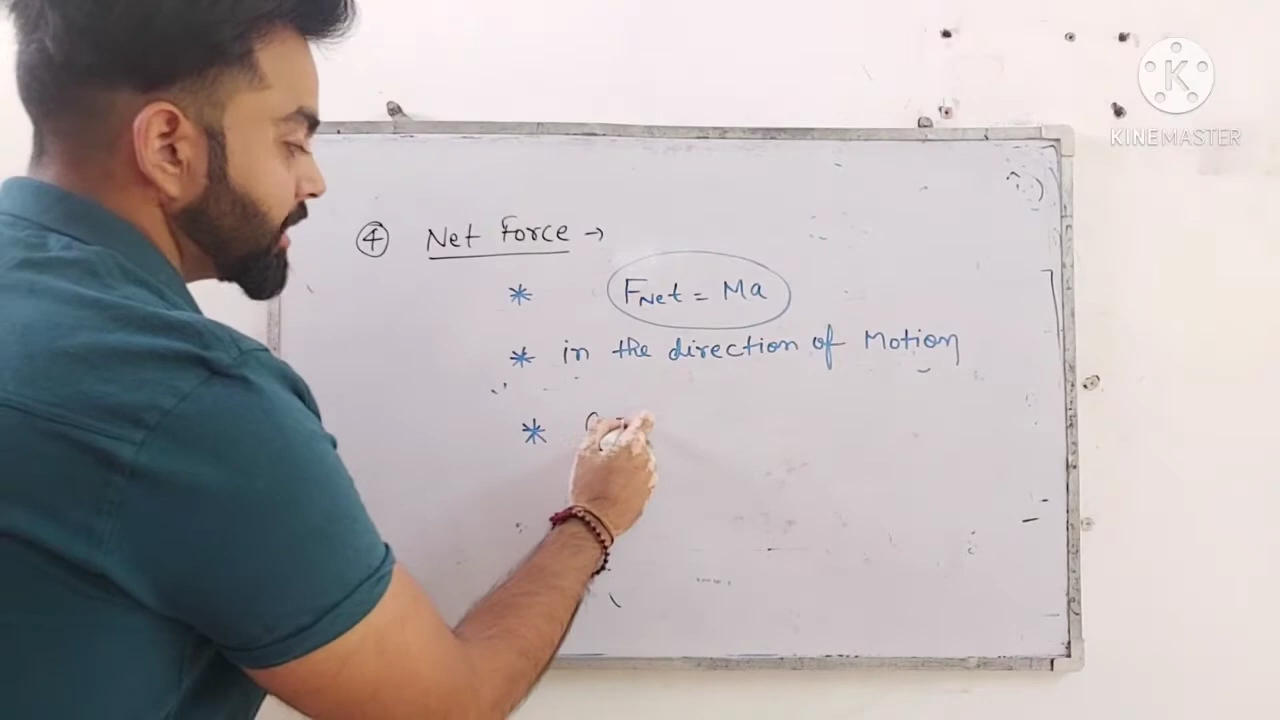 K
KINEMASTER
④ Net Force →
* FNet = Ma
* in the direction of Motion
*